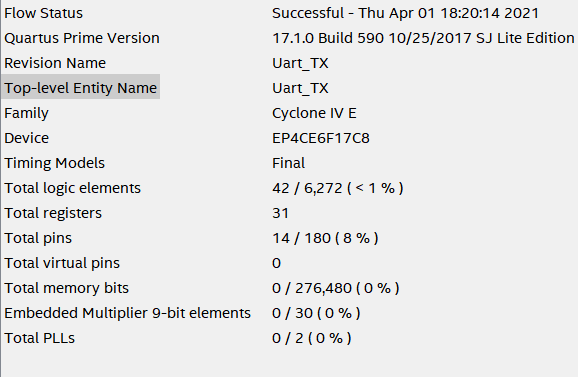 Flow Status Successful - Thu Apr 01 18:20:14 2021
Quartus Prime Version 17.1.0 Build 590 10/25/2017 SJ Lite Edition
Revision Name Uart_TX
Top-level Entity Name Uart_TX
Family Cyclone IV E
Device EP4CE6F17C8
Timing Models Final
Total logic elements 42 / 6,272 ( < 1 % )
Total registers 31
Total pins 14 / 180 ( 8 % )
Total virtual pins 0
Total memory bits 0 / 276,480 ( 0 % )
Embedded Multiplier 9-bit elements 0 / 30 ( 0 % )
Total PLLs 0 / 2 ( 0 % )